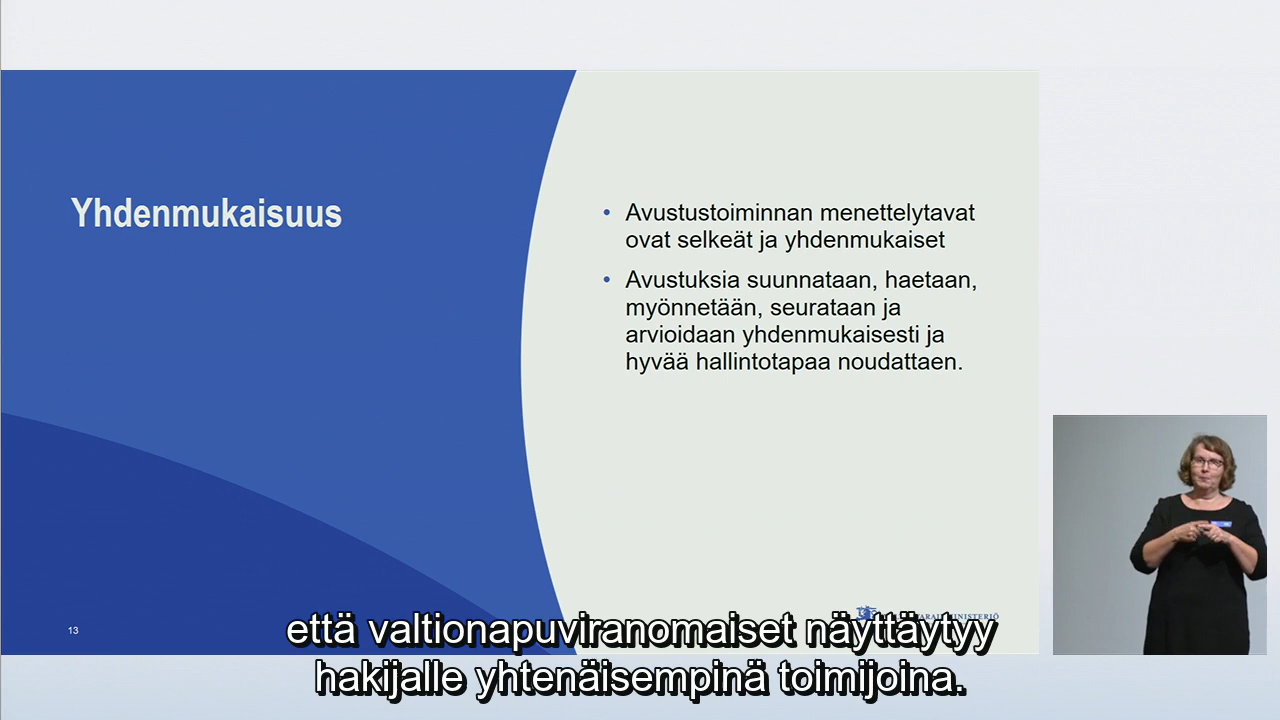 Yhdenmukaisuus
• Avustustoiminnan menettelytavat
ovat selkeät ja yhdenmukaiset
• Avustuksia suunnataan, haetaan,
myönnetään, seurataan ja
arvioidaan yhdenmukaisesti ja
hyvää hallintotapaa noudattaen.
13
että valtionapuviranomaiset näyttäytyy
hakijalle yhtenäisempinä toimijoina.